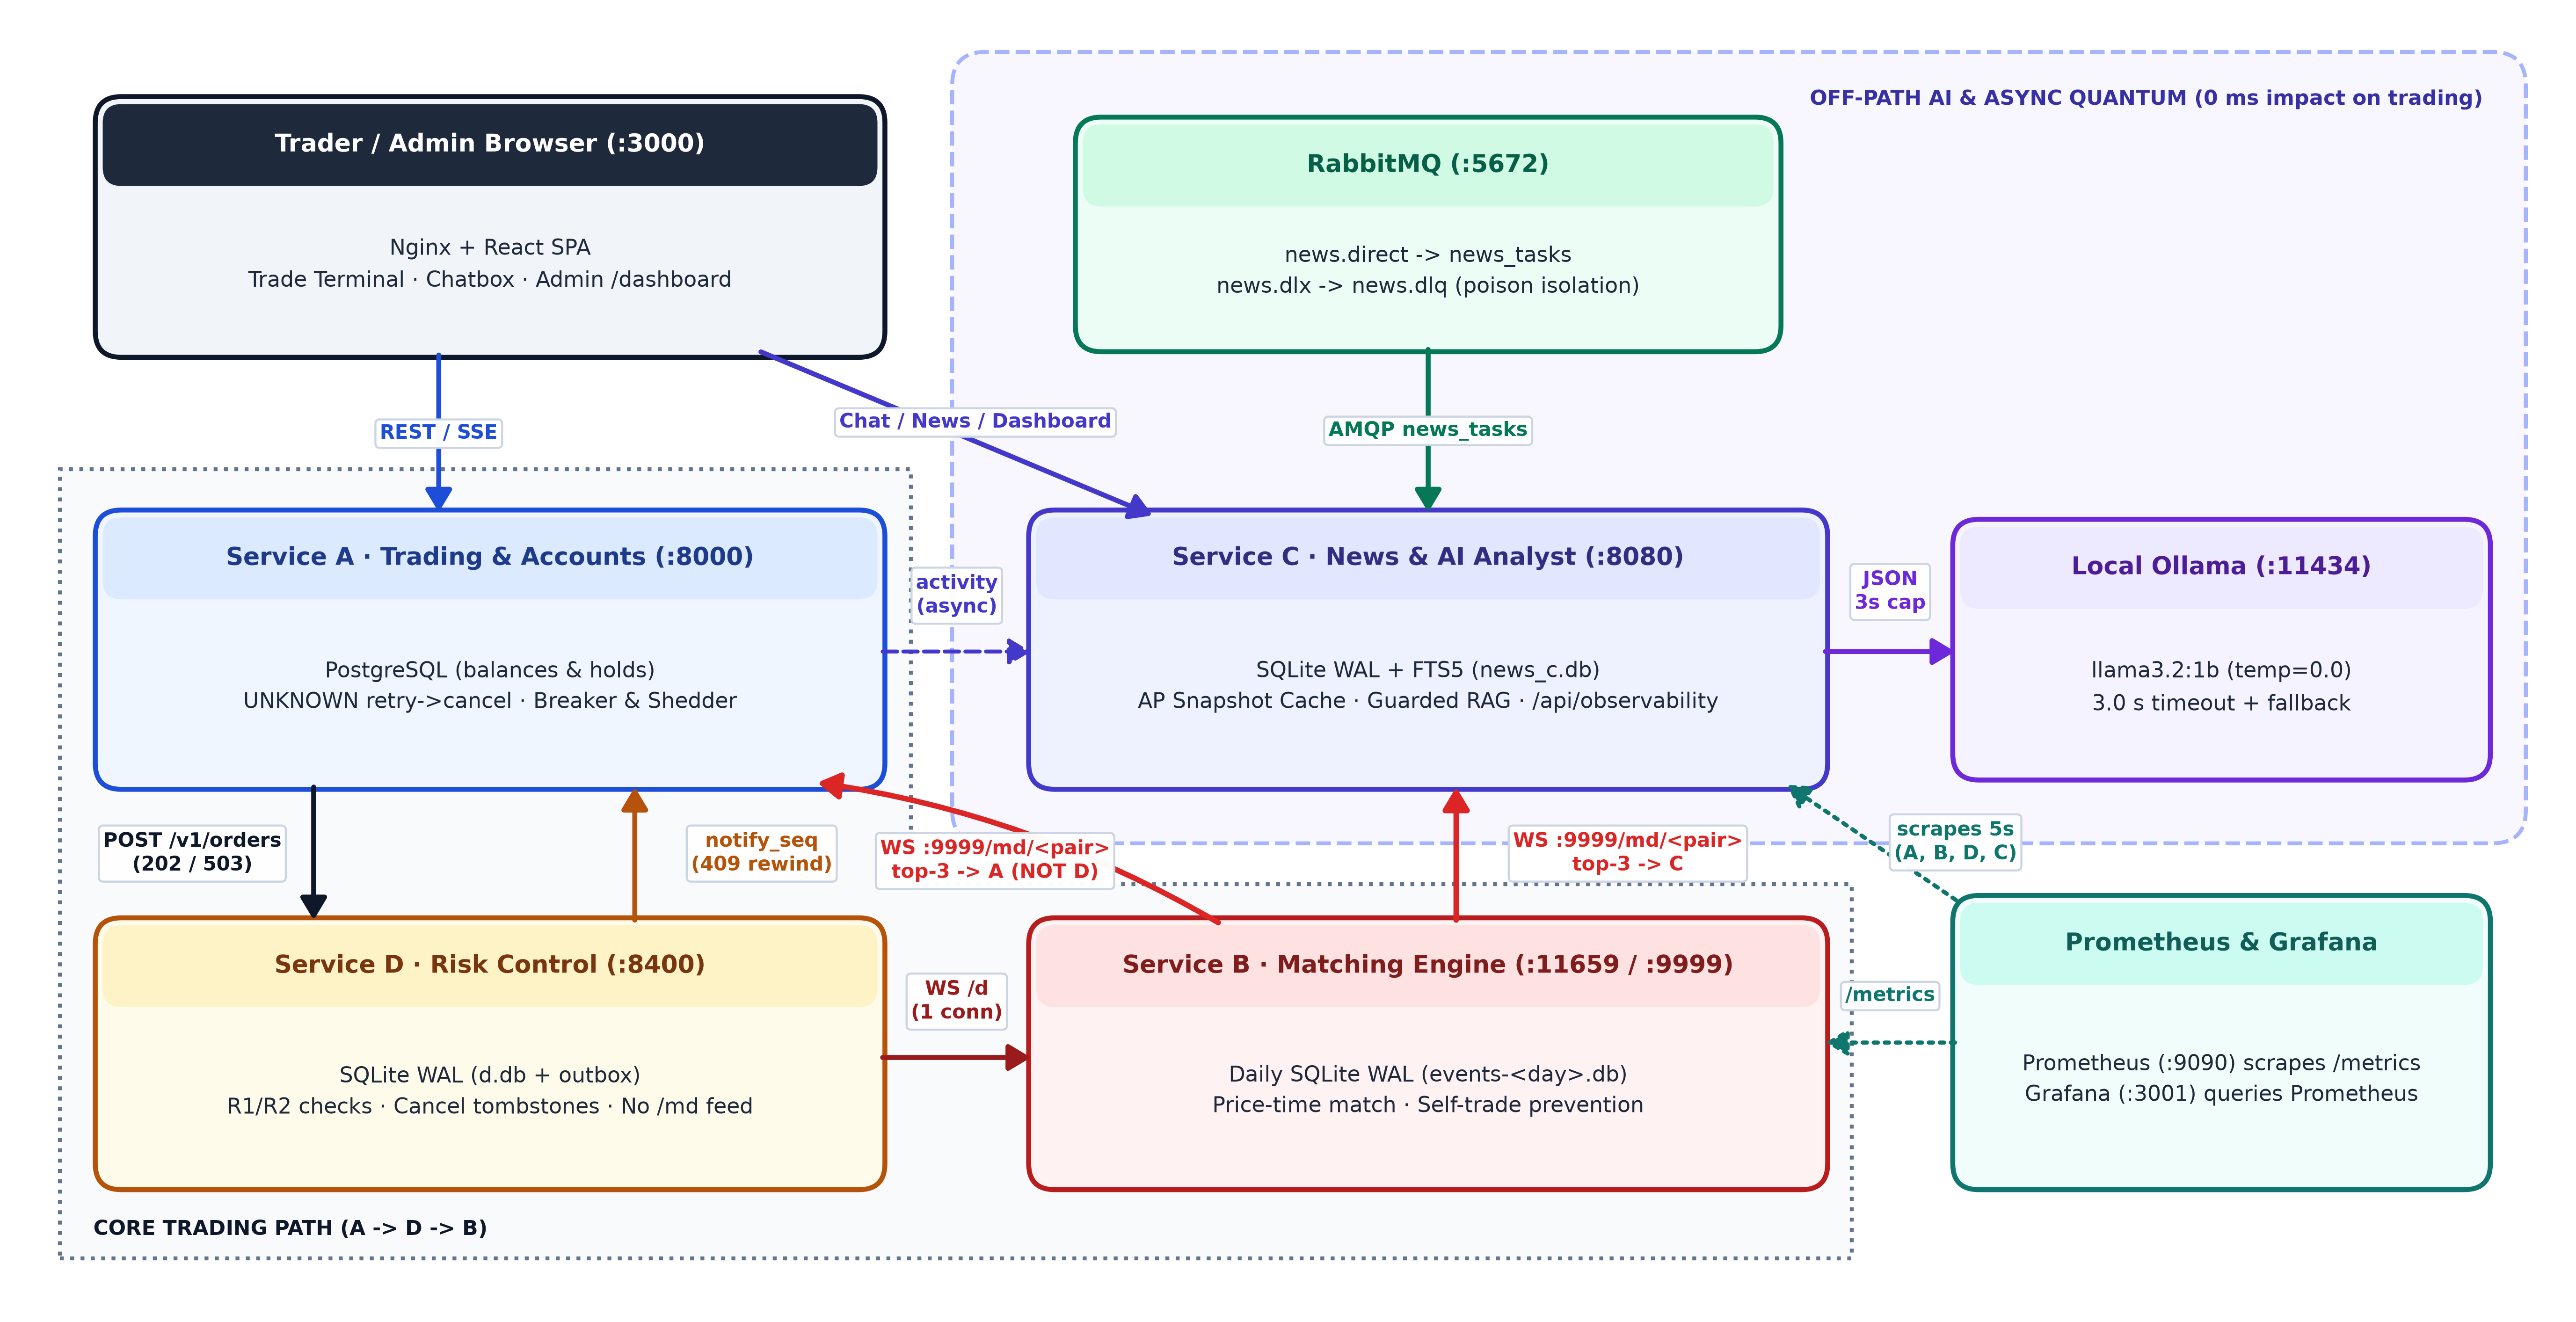 OFF-PATH AI & ASYNC QUANTUM (0 ms impact on trading)
Trader / Admin Browser (:3000)
Nginx + React SPA
Trade Terminal · Chatbox · Admin /dashboard
RabbitMQ (:5672)
news.direct -> news_tasks
news.dlx -> news.dlq (poison isolation)
REST / SSE
Chat / News / Dashboard
AMQP news_tasks
Service A · Trading & Accounts (:8000)
PostgreSQL (balances & holds)
UNKNOWN retry->cancel · Breaker & Shedder
activity
(async)
Service C · News & AI Analyst (:8080)
SQLite WAL + FTS5 (news_c.db)
AP Snapshot Cache · Guarded RAG · /api/observability
JSON
3s cap
Local Ollama (:11434)
llama3.2:1b (temp=0.0)
3.0 s timeout + fallback
POST /v1/orders
(202 / 503)
notify_seq
(409 rewind)
WS :9999/md/<pair>
top-3 -> A (NOT D)
WS :9999/md/<pair>
top-3 -> C
scrapes 5s
(A, B, D, C)
Service D · Risk Control (:8400)
SQLite WAL (d.db + outbox)
R1/R2 checks · Cancel tombstones · No /md feed
WS /d
(1 conn)
Service B · Matching Engine (:11659 / :9999)
Daily SQLite WAL (events-<day>.db)
Price-time match · Self-trade prevention
/metrics
Prometheus & Grafana
Prometheus (:9090) scrapes /metrics
Grafana (:3001) queries Prometheus
CORE TRADING PATH (A -> D -> B)